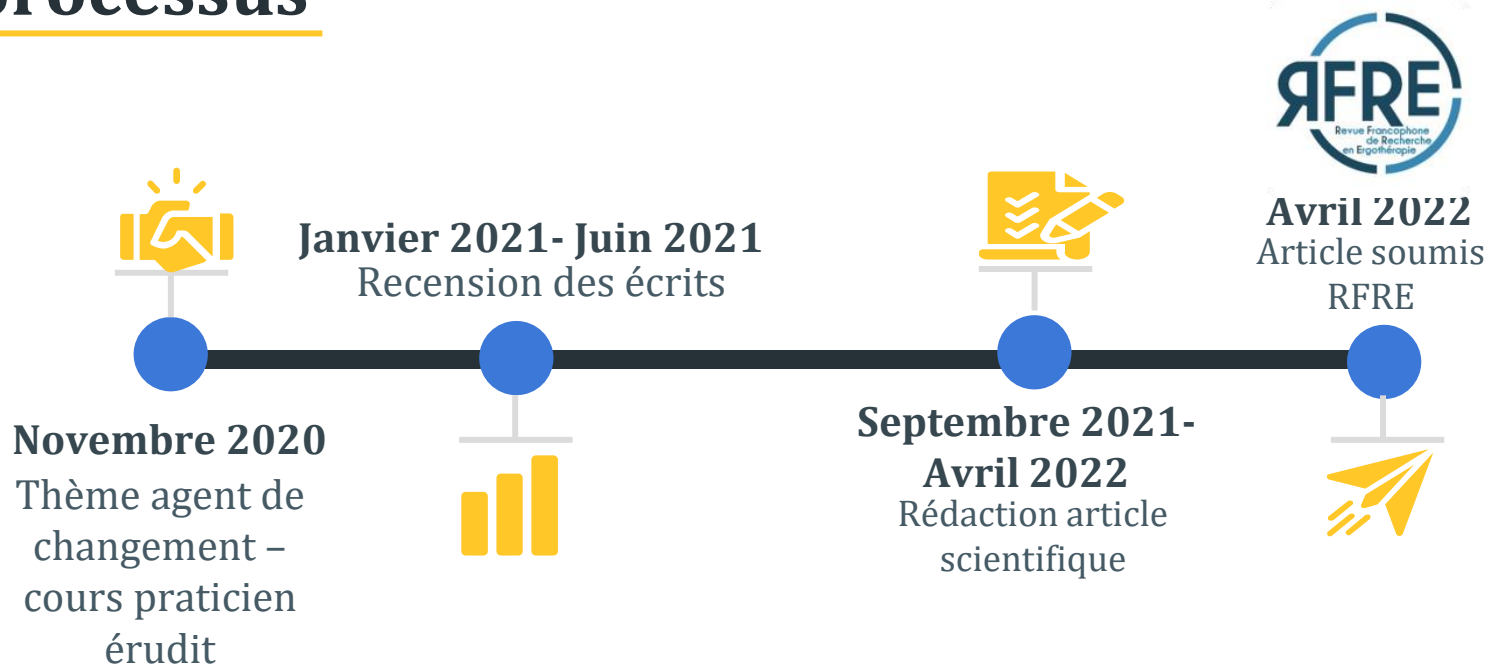 processus
RFRE
Revue Francophone
de Recherche
en Ergothérapie
Novembre 2020
Thème agent de
changement –
cours praticien
érudit
Janvier 2021- Juin 2021
Recension des écrits
Septembre 2021-
Avril 2022
Rédaction article
scientifique
Avril 2022
Article soumis
RFRE